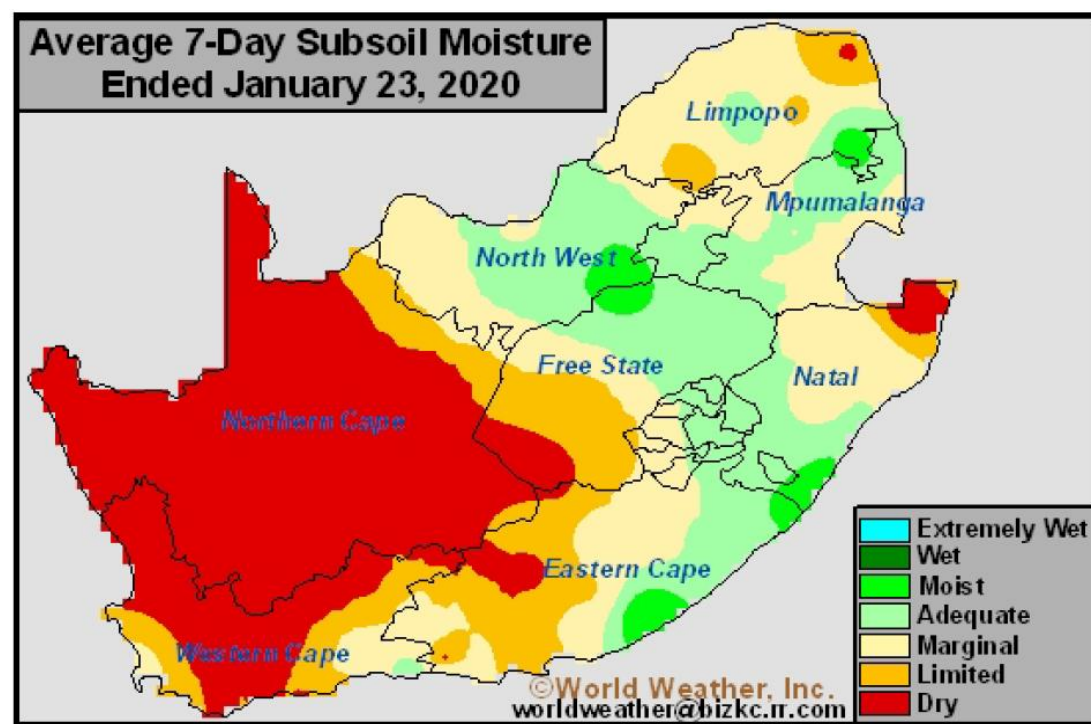 Average 7-Day Subsoil Moisture
Ended January 23, 2020
Limpopo
Mpumalanga
North West
Free State
Natal
Northern Cape
Eastern Cape
Western Cape
Extremely Wet
Wet
Moist
Adequate
Marginal
Limited
Dry
©World Weather, Inc.
worldweather@bizkc.rr.com